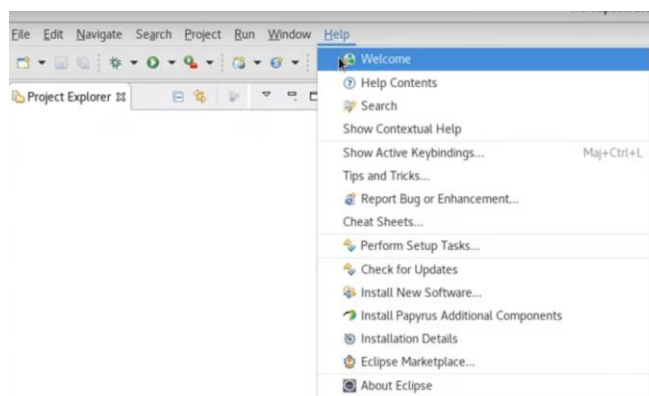 File Edit Navigate Search Project Run Window Help
Project Explorer
Welcome
Help Contents
Search
Show Contextual Help
Show Active Keybindings... Maj+Ctrl+L
Tips and Tricks...
Report Bug or Enhancement...
Cheat Sheets...
Perform Setup Tasks...
Check for Updates
Install New Software...
Install Papyrus Additional Components
Installation Details
Eclipse Marketplace...
About Eclipse